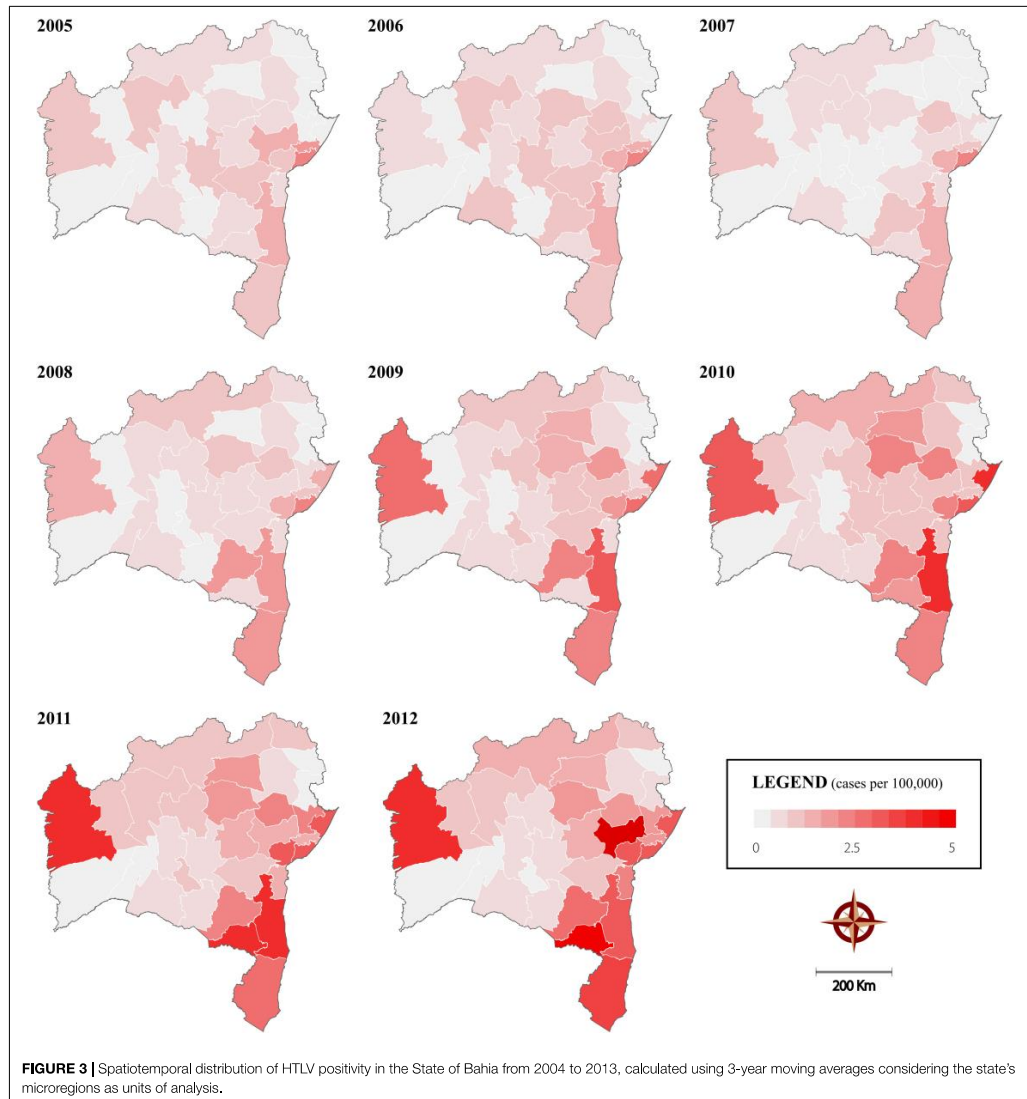 2005
2006
2007
2008
2009
2010
2011
2012
LEGEND (cases per 100,000)
0 2.5 5
200 Km
FIGURE 3 | Spatiotemporal distribution of HTLV positivity in the State of Bahia from 2004 to 2013, calculated using 3-year moving averages considering the state's
microregions as units of analysis.